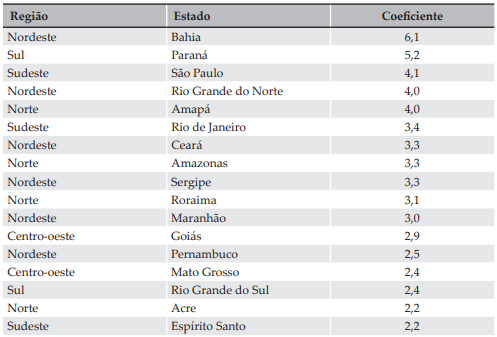 Região Estado Coeficiente
Nordeste Bahia 6,1
Sul Paraná 5,2
Sudeste São Paulo 4,1
Nordeste Rio Grande do Norte 4,0
Norte Amapá 4,0
Sudeste Rio de Janeiro 3,4
Nordeste Ceará 3,3
Norte Amazonas 3,3
Nordeste Sergipe 3,3
Norte Roraima 3,1
Nordeste Maranhão 3,0
Centro-oeste Goiás 2,9
Nordeste Pernambuco 2,5
Centro-oeste Mato Grosso 2,4
Sul Rio Grande do Sul 2,4
Norte Acre 2,2
Sudeste Espírito Santo 2,2